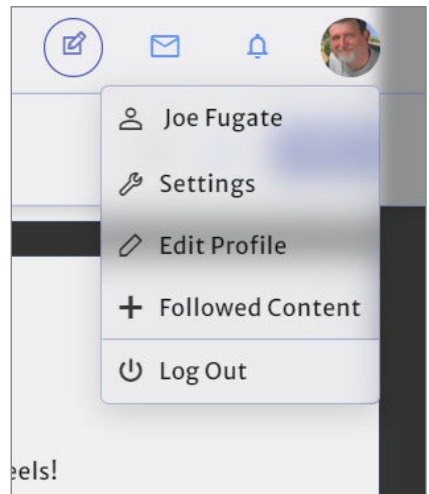 Joe Fugate
Settings
Edit Profile
Followed Content
Log Out
eels!